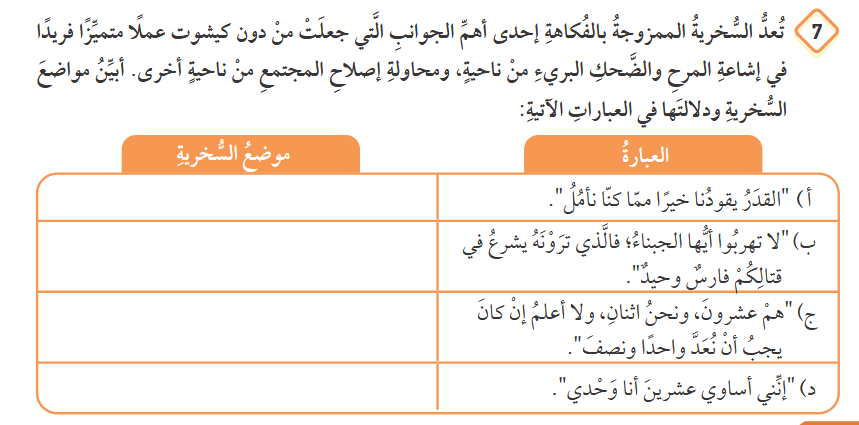 7 تُعدُّ السُّخريةُ الممزوجةُ بالفُكاهةِ إحدى أهمِّ الجوانبِ الَّتي جعلَتْ منْ دون كيشوت عملًا متميِّزًا فريدًا
في إشاعةِ المرحِ والضَّحكِ البريءِ منْ ناحيةٍ، ومحاولةِ إصلاحِ المجتمعِ منْ ناحيةٍ أخرى. أبيِّنُ مواضعَ
السُّخريةِ ودلالتَها في العباراتِ الآتيةِ:
العبارةُ
موضعُ السُّخريةِ
أ) "القدَرُ يقودُنا خيرًا ممّا كنّا نأمُلُ".
ب) "لا تهربُوا أيُّها الجبناءُ؛ فالَّذي ترَوْنَهُ يشرعُ في
قتالِكُمْ فارسٌ وحيدٌ".
ج) "همْ عشرونَ، ونحنُ اثنانِ، ولا أعلمُ إنْ كانَ
يجبُ أنْ نُعَدَّ واحدًا ونصفَ".
د) "إنَّني أساوي عشرينَ أنا وَحْدي".